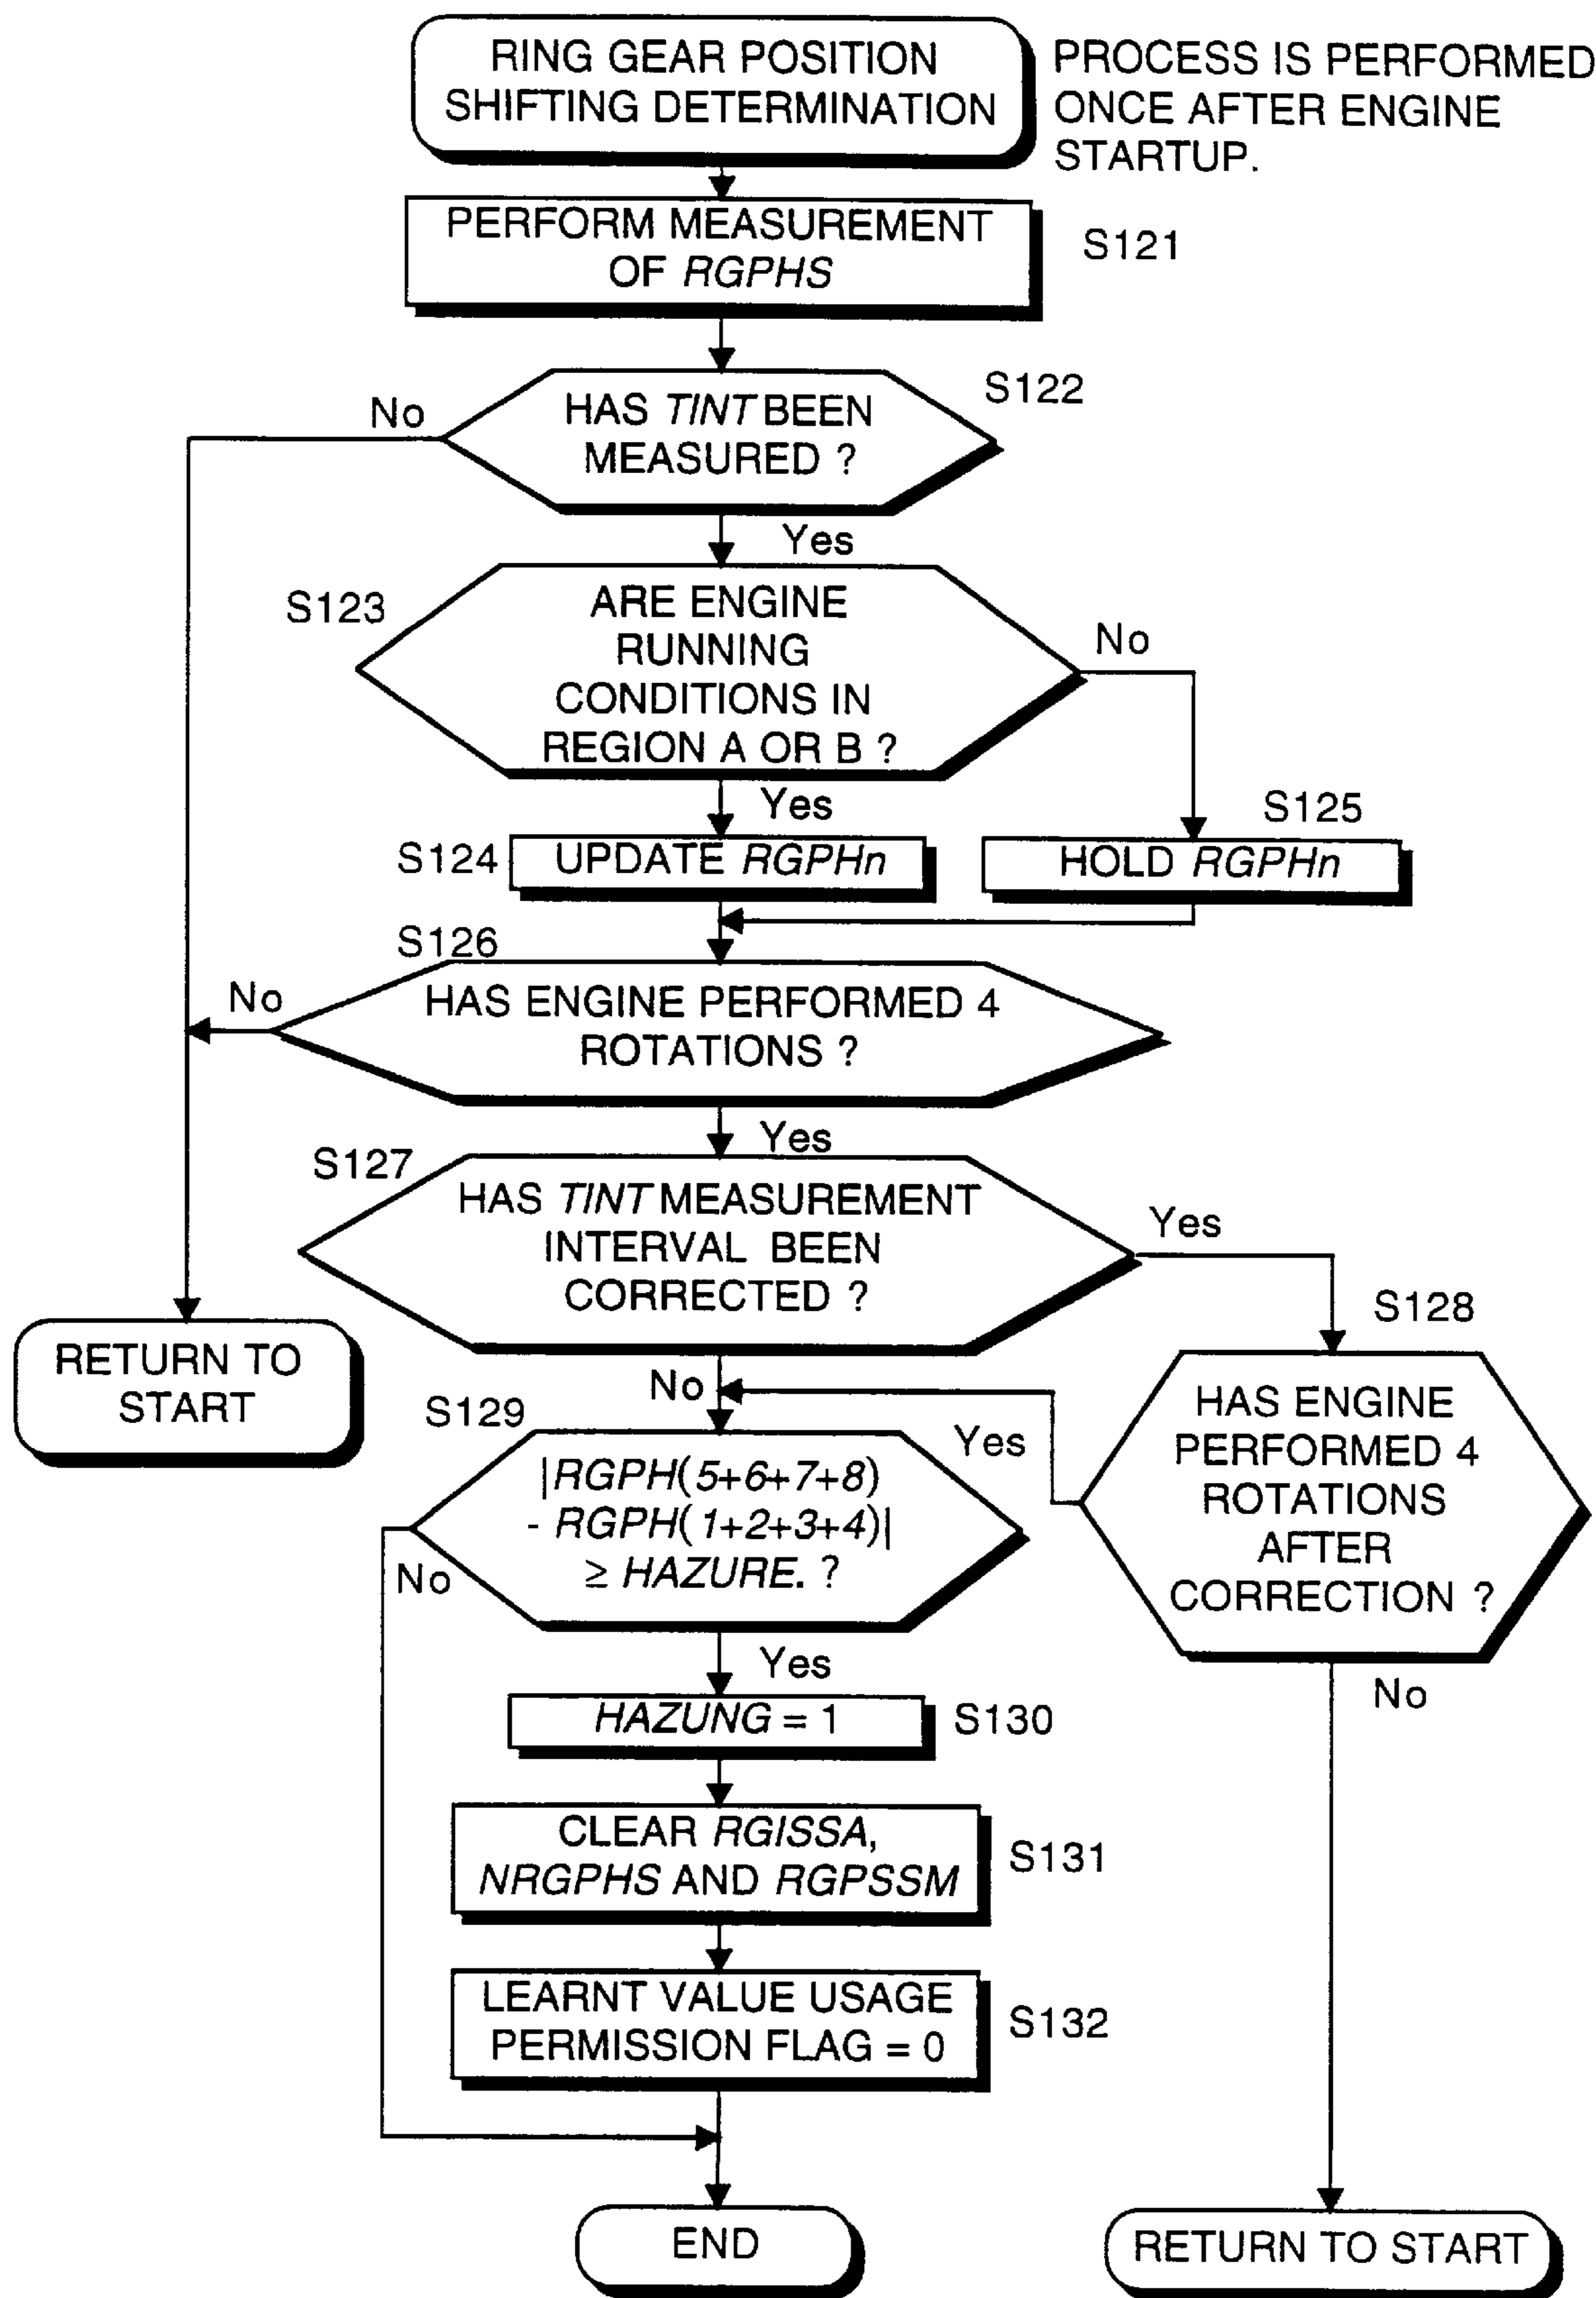 RING GEAR POSITION
SHIFTING DETERMINATION
PROCESS IS PERFORMED
ONCE AFTER ENGINE
STARTUP.
PERFORM MEASUREMENT
OF RGPHS
S121
S122
HAS TINT BEEN
MEASURED ?
No
Yes
S123
ARE ENGINE
RUNNING
CONDITIONS IN
REGION A OR B ?
No
Yes
S125
S124
UPDATE RGPHn
HOLD RGPHn
S126
No
HAS ENGINE PERFORMED 4
ROTATIONS ?
Yes
S127
HAS TINT MEASUREMENT
INTERVAL BEEN
CORRECTED ?
Yes
S128
RETURN TO
START
No
HAS ENGINE
PERFORMED 4
ROTATIONS
AFTER
CORRECTION ?
Yes
No
S129
|RGPH(5+6+7+8)
- RGPH(1+2+3+4)|
≥ HAZURE. ?
No
Yes
HAZUNG = 1
S130
CLEAR RGISSA,
NRGPHS AND RGPSSM
S131
LEARNT VALUE USAGE
PERMISSION FLAG = 0
S132
END
RETURN TO START